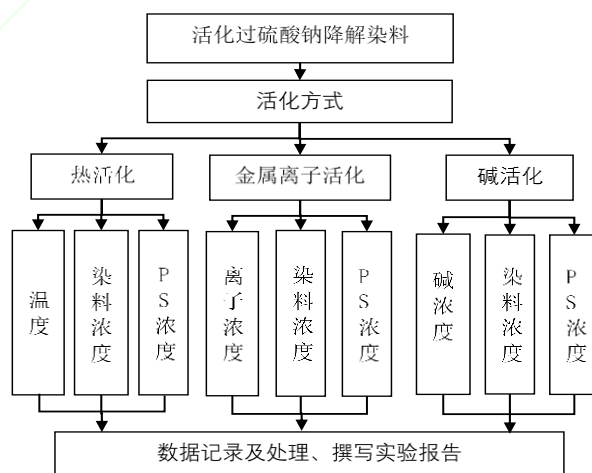 活化过硫酸钠降解染料
活化方式
热活化
金属离子活化
碱活化
温度
染料浓度
PS浓度
离子浓度
染料浓度
PS浓度
碱浓度
染料浓度
PS浓度
数据记录及处理、撰写实验报告